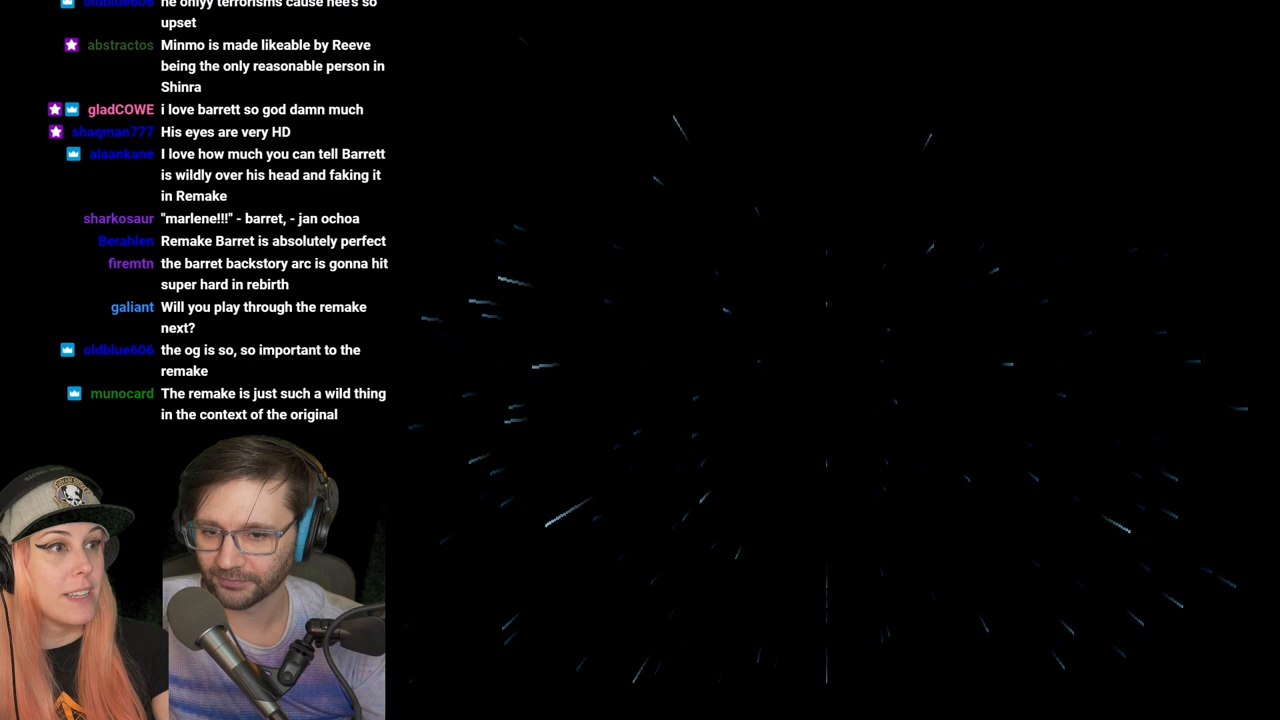 oldblue606 he onlyy terrorisms cause hee's so
upset
abstractos Minmo is made likeable by Reeve
being the only reasonable person in
Shinra
gladCOWE i love barrett so god damn much
shaqman777 His eyes are very HD
alaankane I love how much you can tell Barrett
is wildly over his head and faking it
in Remake
sharkosaur "marlene!!!" - barret, - jan ochoa
Berahlen Remake Barret is absolutely perfect
firemtn the barret backstory arc is gonna hit
super hard in rebirth
galiant Will you play through the remake
next?
oldblue606 the og is so, so important to the
remake
munocard The remake is just such a wild thing
in the context of the original